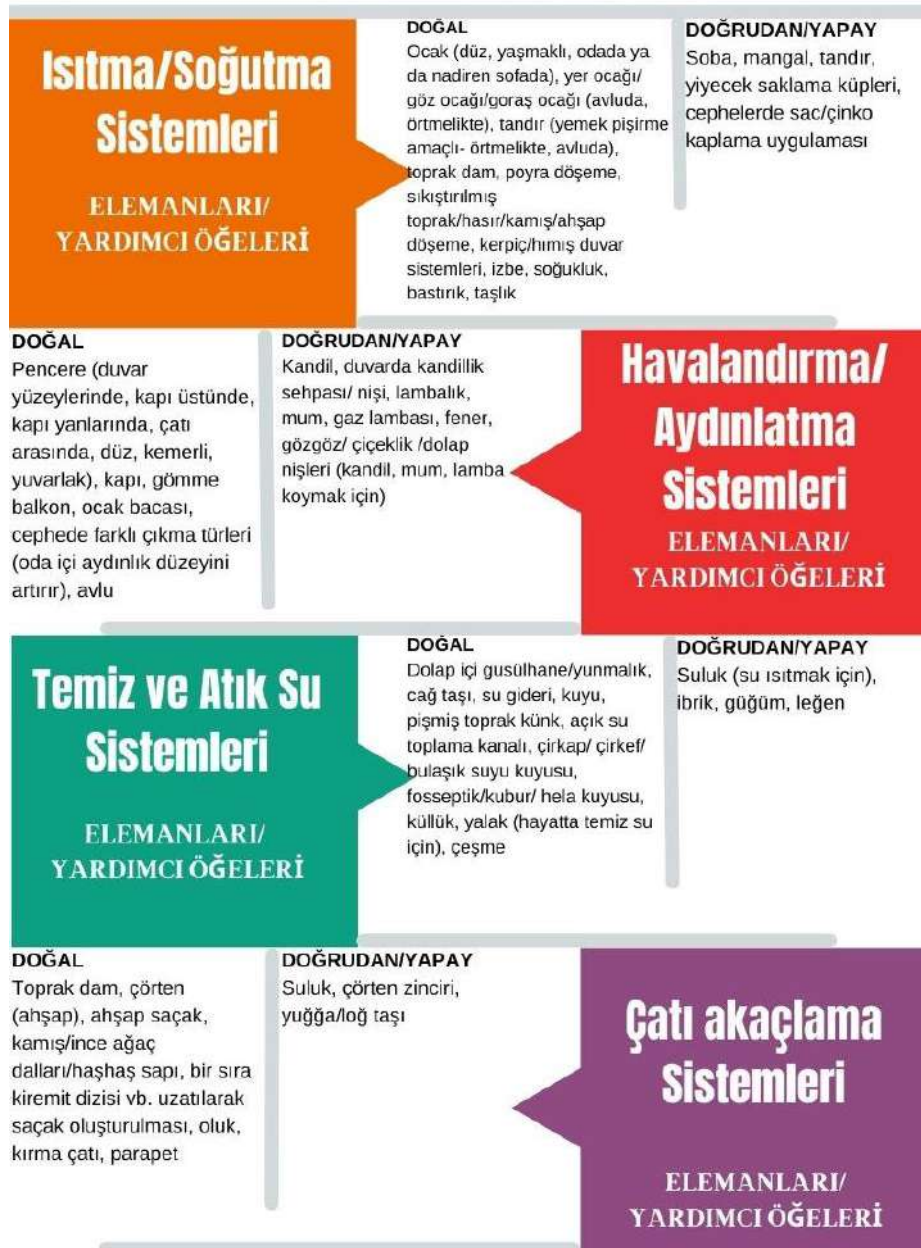 Isıtma/Soğutma
Sistemleri
ELEMANLARI/
YARDIMCI ÖĞELERİ
DOĞAL
Ocak (düz, yaşmaklı, odada ya
da nadiren sofada), yer ocağı/
göz ocağı/goraş ocağı (avluda,
örtmelikte), tandır (yemek pişirme
amaçlı- örtmelikte, avluda),
toprak dam, poyra döşeme,
sıkıştırılmış
toprak/hasır/kamış/ahşap
döşeme, kerpiç/hımış duvar
sistemleri, izbe, soğukluk,
bastırık, taşlık
DOĞRUDAN/YAPAY
Soba, mangal, tandır,
yiyecek saklama küpleri,
cephelerde sac/çinko
kaplama uygulaması
DOĞAL
Pencere (duvar
yüzeylerinde, kapı üstünde,
kapı yanlarında, çatı
arasında, düz, kemerli,
yuvarlak), kapı, gömme
balkon, ocak bacası,
cephede farklı çıkma türleri
(oda içi aydınlık düzeyini
artırır), avlu
DOĞRUDAN/YAPAY
Kandil, duvarda kandillik
sehpası/ nişi, lambalık,
mum, gaz lambası, fener,
gözgöz/ çiçeklik /dolap
nişleri (kandil, mum, lamba
koymak için)
Havalandırma/
Aydınlatma
Sistemleri
ELEMANLARI/
YARDIMCI ÖĞELERİ
Temiz ve Atık Su
Sistemleri
ELEMANLARI/
YARDIMCI ÖĞELERİ
DOĞAL
Dolap içi gusülhane/yunmalık,
cağ taşı, su gideri, kuyu,
pişmiş toprak künk, açık su
toplama kanalı, çirkap/ çirkef/
bulaşık suyu kuyusu,
fosseptik/kubur/ hela kuyusu,
küllük, yalak (hayatta temiz su
için), çeşme
DOĞRUDAN/YAPAY
Suluk (su ısıtmak için),
ibrik, güğüm, leğen
DOĞAL
Toprak dam, çörten
(ahşap), ahşap saçak,
kamış/ince ağaç
dalları/haşhaş sapı, bir sıra
kiremit dizisi vb. uzatılarak
saçak oluşturulması, oluk,
kırma çatı, parapet
DOĞRUDAN/YAPAY
Suluk, çörten zinciri,
yuğğa/loğ taşı
Çatı akaçlama
Sistemleri
ELEMANLARI/
YARDIMCI ÖĞELERİ